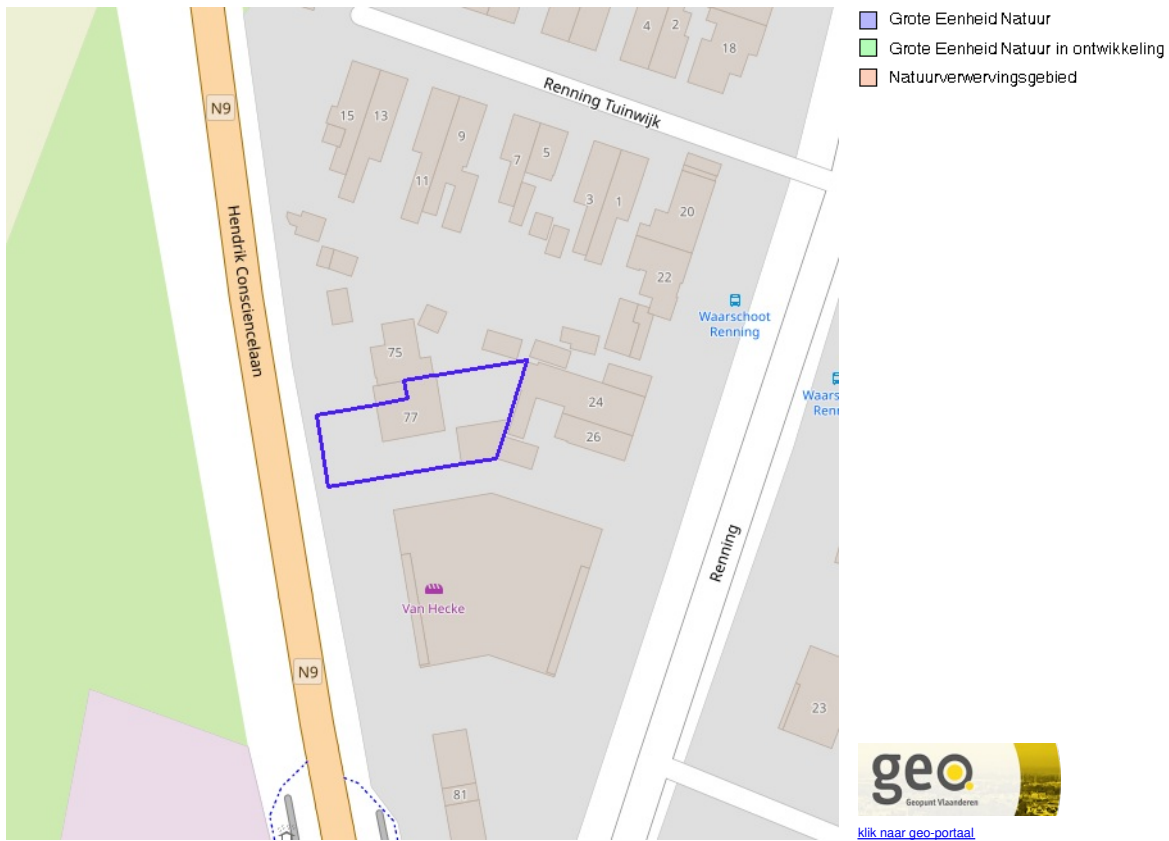 Grote Eenheid Natuur
Grote Eenheid Natuur in ontwikkeling
Natuurverwervingsgebied
4
2
18
Renning Tuinwijk
N9
15
13
9
11
7
5
3
1
20
22
Hendrik Consciencelaan
Waarschoot
Renning
75
77
24
26
Waars
Renn
Renning
Van Hecke
N9
23
81
geo.
Geopunt Vlaanderen
klik naar geo-portaal